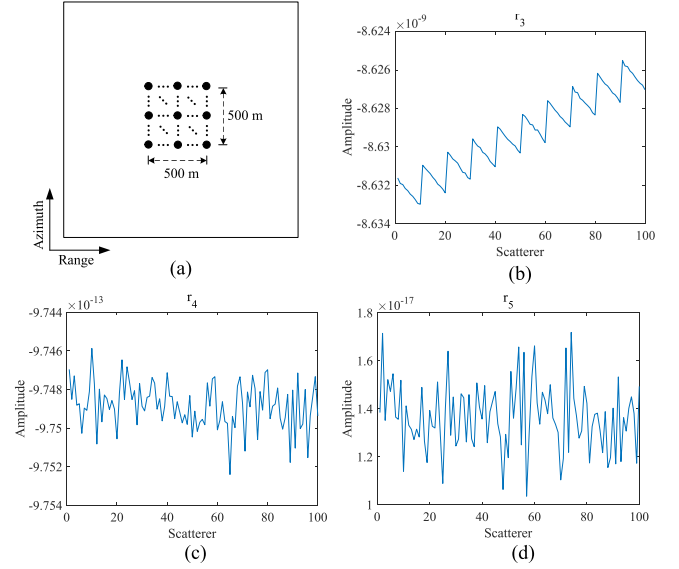 500 m
500 m
Azimuth
Range
(a)
×10⁻⁹
r₃
-8.624
-8.626
-8.628
-8.63
-8.632
-8.634
Amplitude
0 20 40 60 80 100
Scatterer
(b)
×10⁻¹³
r₄
-9.744
-9.746
-9.748
-9.75
-9.752
-9.754
Amplitude
0 20 40 60 80 100
Scatterer
(c)
×10⁻¹⁷
r₅
1.8
1.6
1.4
1.2
1
Amplitude
0 20 40 60 80 100
Scatterer
(d)